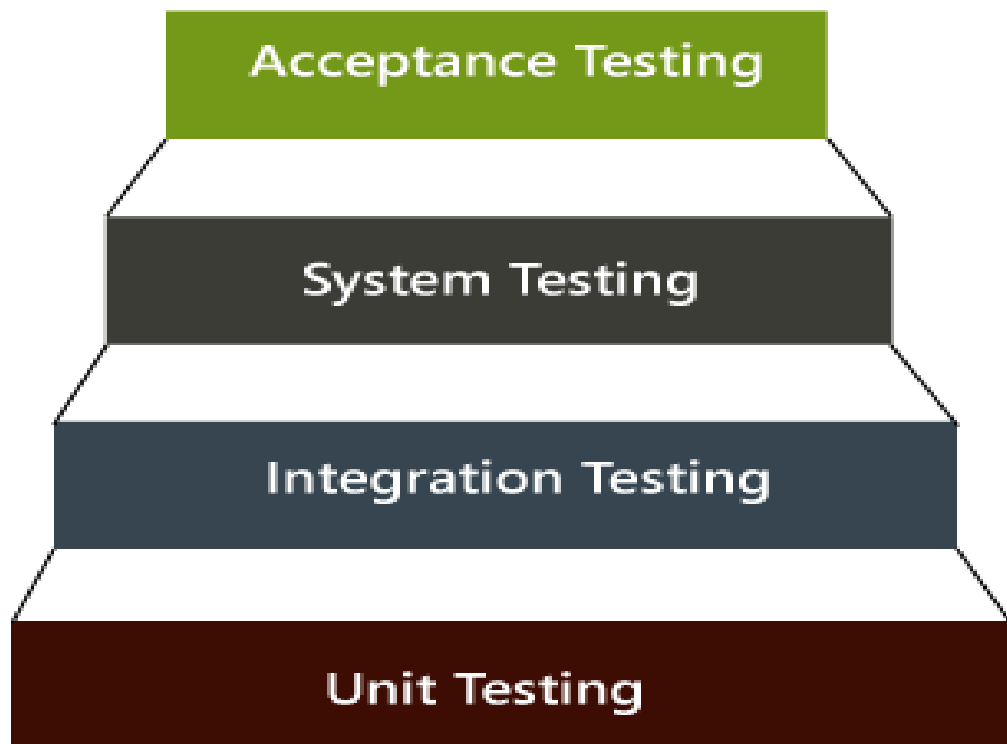 Acceptance Testing
System Testing
Integration Testing
Unit Testing